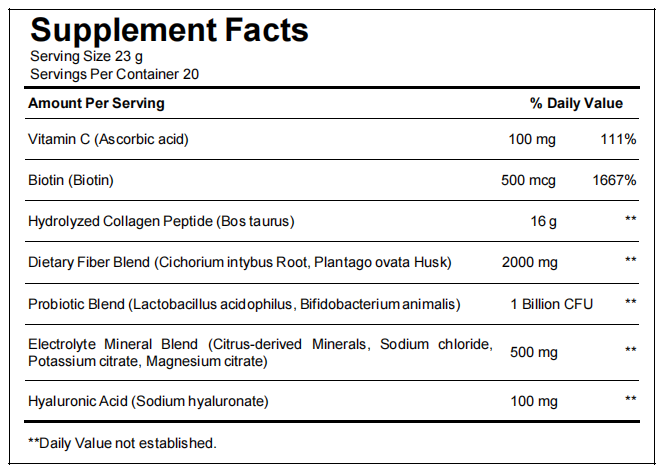 Supplement Facts
Serving Size 23 g
Servings Per Container 20
Amount Per Serving % Daily Value
Vitamin C (Ascorbic acid) 100 mg 111%
Biotin (Biotin) 500 mcg 1667%
Hydrolyzed Collagen Peptide (Bos taurus) 16 g **
Dietary Fiber Blend (Cichorium intybus Root, Plantago ovata Husk) 2000 mg **
Probiotic Blend (Lactobacillus acidophilus, Bifidobacterium animalis) 1 Billion CFU **
Electrolyte Mineral Blend (Citrus-derived Minerals, Sodium chloride,
Potassium citrate, Magnesium citrate) 500 mg **
Hyaluronic Acid (Sodium hyaluronate) 100 mg **
**Daily Value not established.